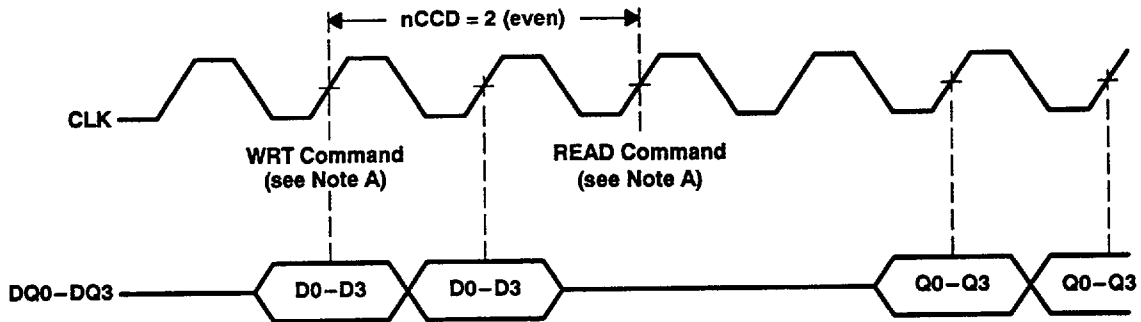 nCCD = 2 (even)
CLK
WRT Command
(see Note A)
READ Command
(see Note A)
DQ0–DQ3
D0–D3
D0–D3
Q0–Q3
Q0–Q3